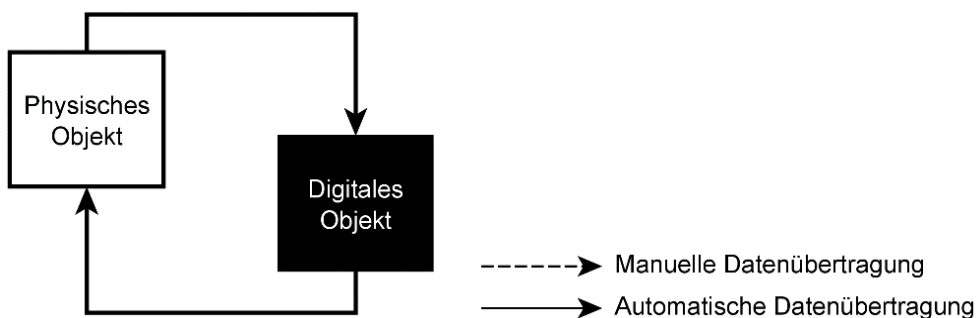 Physisches
Objekt
Digitales
Objekt
Manuelle Datenübertragung
Automatische Datenübertragung